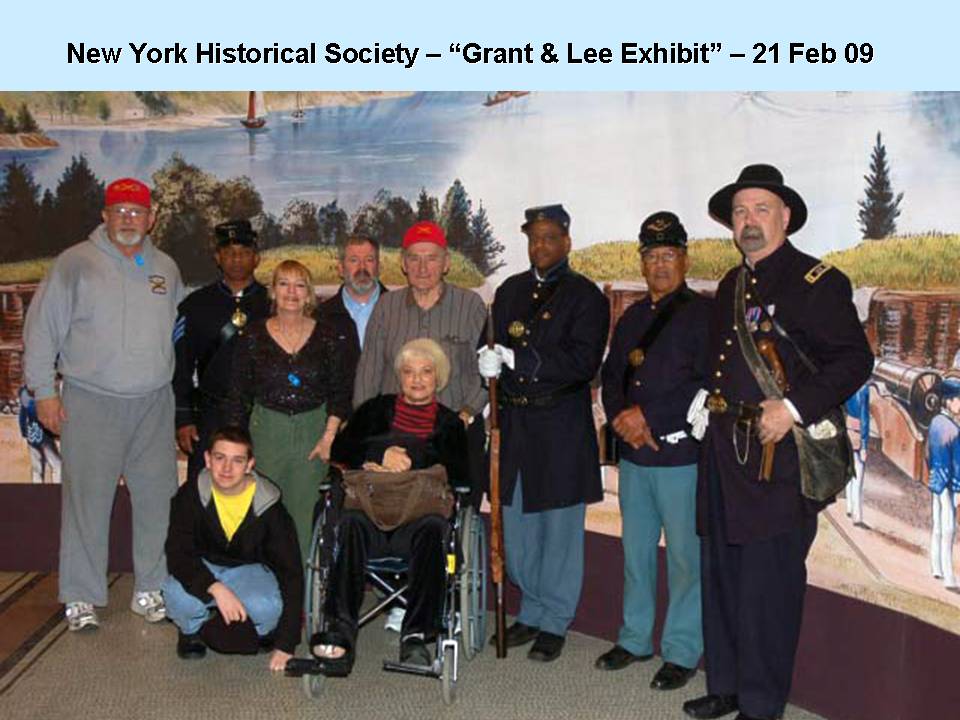 New York Historical Society – “Grant & Lee Exhibit” – 21 Feb 09